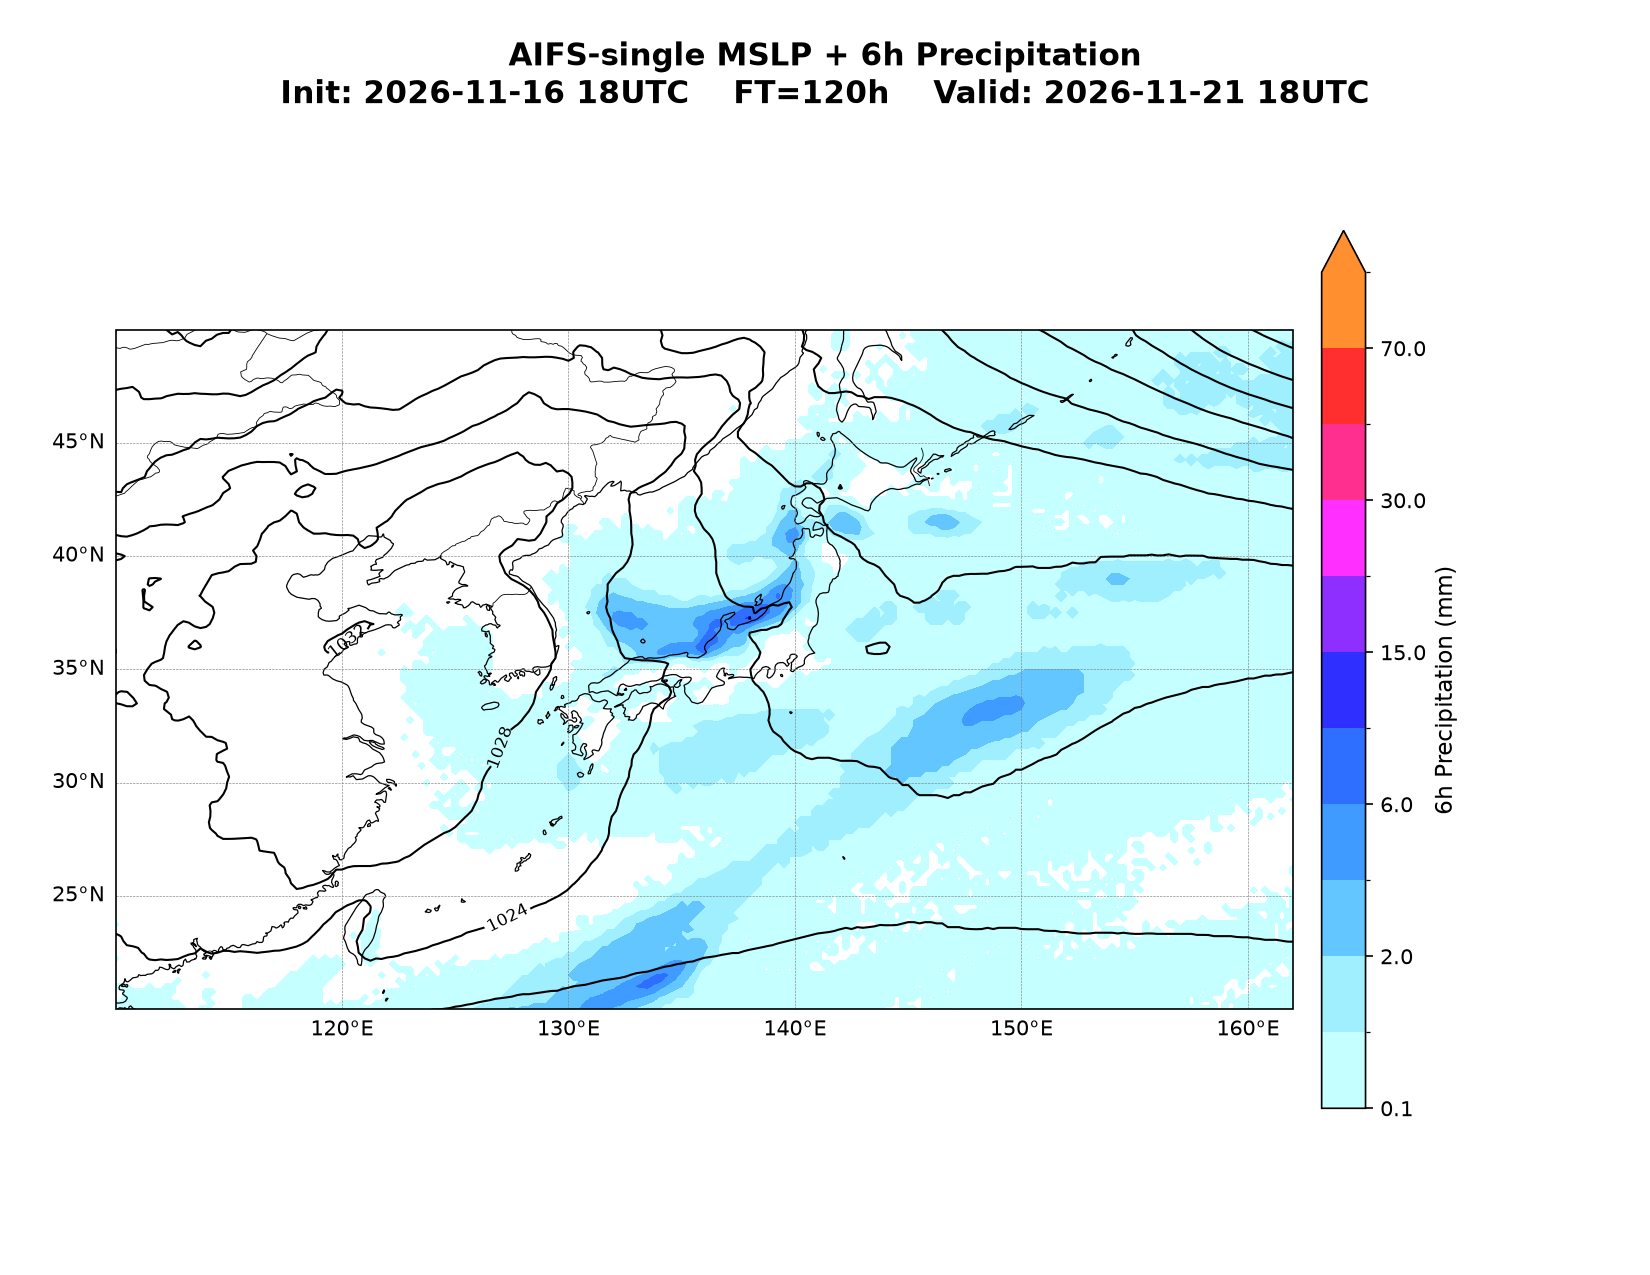 AIFS-single MSLP + 6h Precipitation
Init: 2026-11-16 18UTC    FT=120h    Valid: 2026-11-21 18UTC
70.0
30.0
15.0
6.0
2.0
0.1
6h Precipitation (mm)
45°N
40°N
35°N
30°N
25°N
1032
1028
1024
120°E
130°E
140°E
150°E
160°E